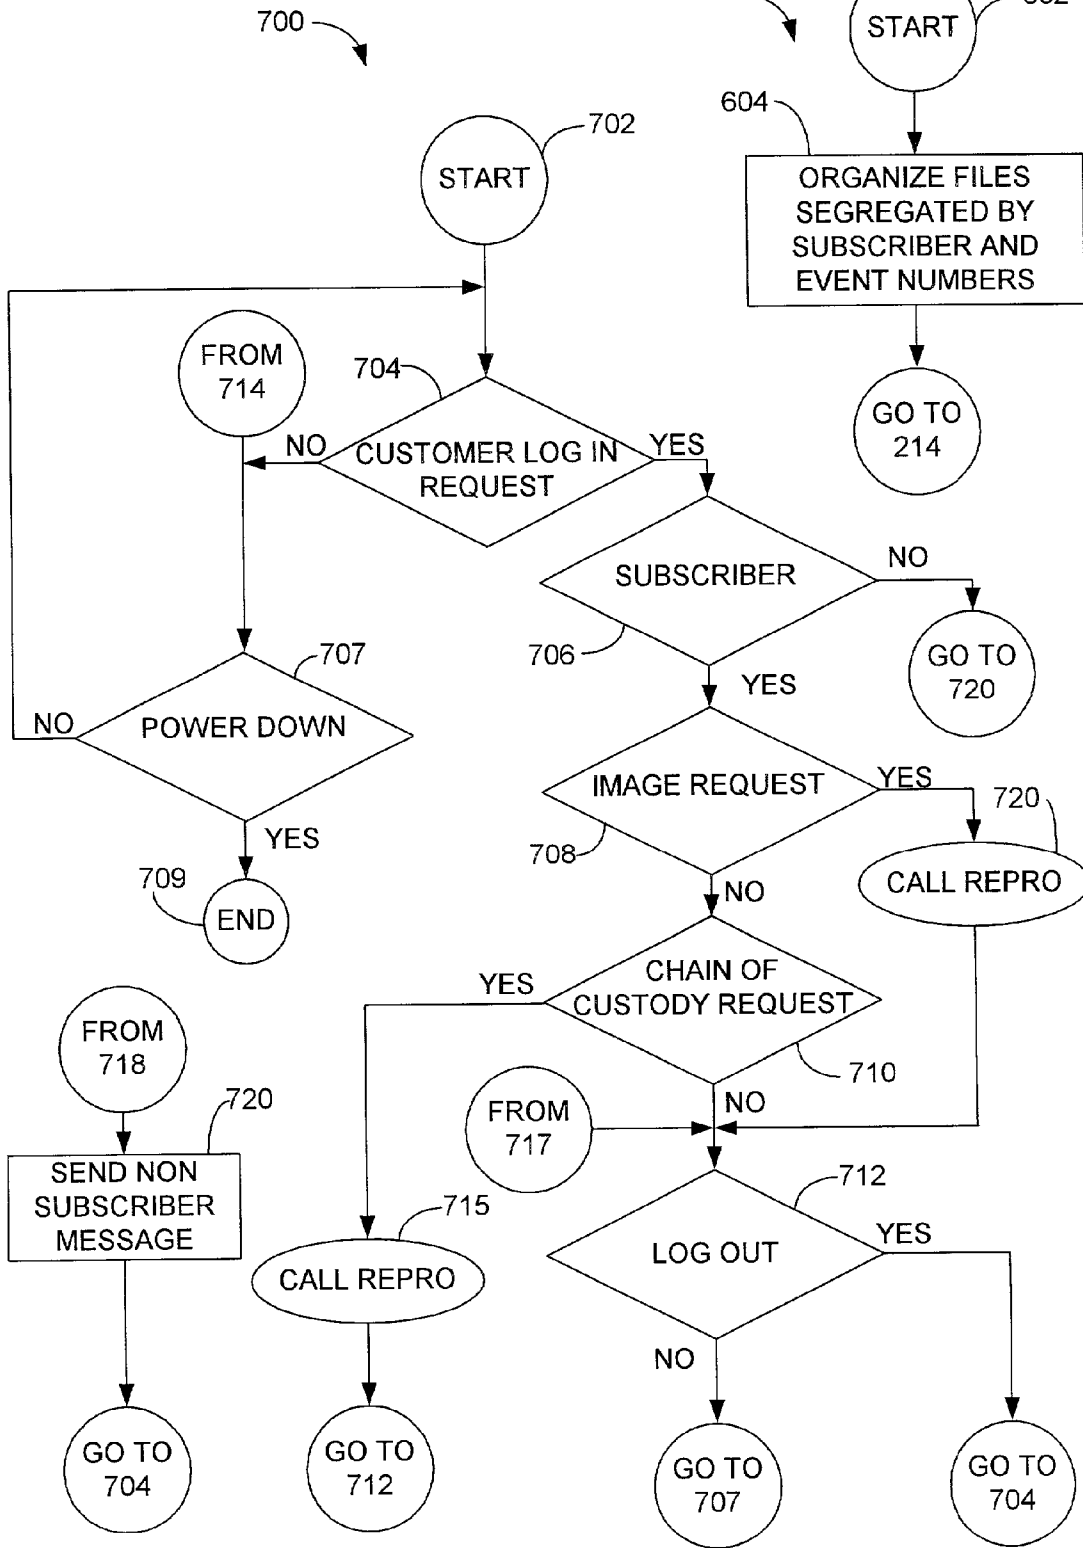 700
START
602
702
START
604
ORGANIZE FILES
SEGREGATED BY
SUBSCRIBER AND
EVENT NUMBERS
FROM
714
704
GO TO
214
NO
CUSTOMER LOG IN
REQUEST
YES
SUBSCRIBER
NO
706
GO TO
720
YES
707
NO
POWER DOWN
YES
IMAGE REQUEST
YES
720
708
CALL REPRO
NO
709
END
YES
CHAIN OF
CUSTODY REQUEST
710
FROM
718
FROM
717
NO
720
SEND NON
SUBSCRIBER
MESSAGE
715
CALL REPRO
712
LOG OUT
YES
NO
GO TO
704
GO TO
712
GO TO
707
GO TO
704